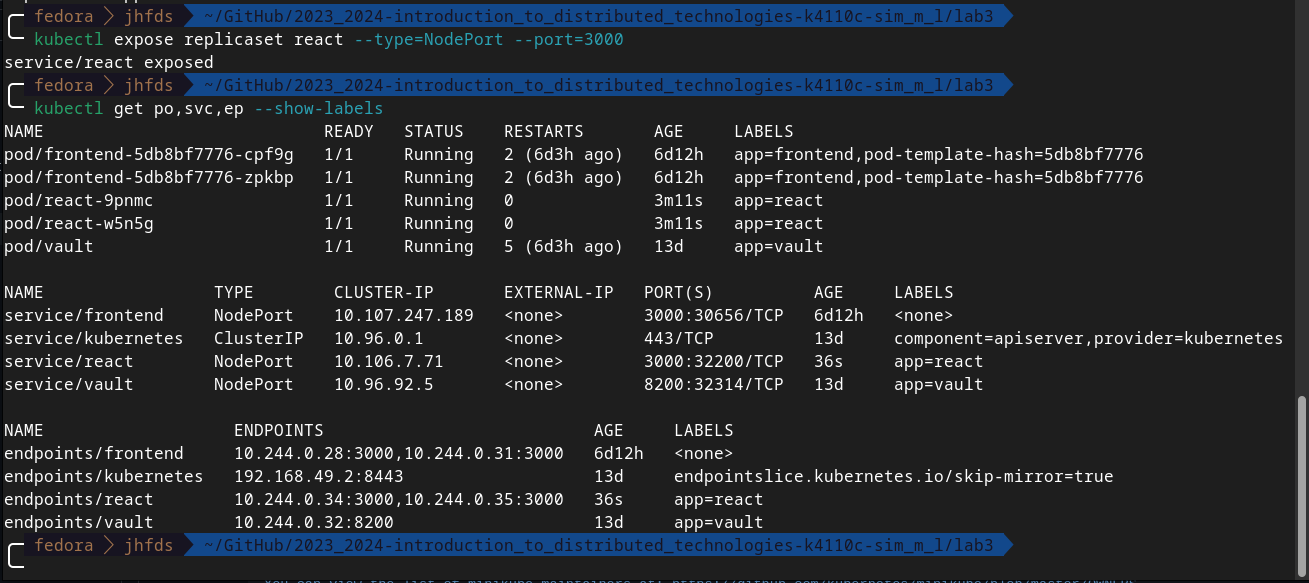 fedora jhfds ~/GitHub/2023_2024-introduction_to_distributed_technologies-k4110c-sim_m_l/lab3
kubectl expose replicaset react --type=NodePort --port=3000
service/react exposed
fedora jhfds ~/GitHub/2023_2024-introduction_to_distributed_technologies-k4110c-sim_m_l/lab3
kubectl get po,svc,ep --show-labels
NAME READY STATUS RESTARTS AGE LABELS
pod/frontend-5db8bf7776-cpf9g 1/1 Running 2 (6d3h ago) 6d12h app=frontend,pod-template-hash=5db8bf7776
pod/frontend-5db8bf7776-zpkbp 1/1 Running 2 (6d3h ago) 6d12h app=frontend,pod-template-hash=5db8bf7776
pod/react-9pnmc 1/1 Running 0 3m11s app=react
pod/react-w5n5g 1/1 Running 0 3m11s app=react
pod/vault 1/1 Running 5 (6d3h ago) 13d app=vault
NAME TYPE CLUSTER-IP EXTERNAL-IP PORT(S) AGE LABELS
service/frontend NodePort 10.107.247.189 <none> 3000:30656/TCP 6d12h <none>
service/kubernetes ClusterIP 10.96.0.1 <none> 443/TCP 13d component=apiserver,provider=kubernetes
service/react NodePort 10.106.7.71 <none> 3000:32200/TCP 36s app=react
service/vault NodePort 10.96.92.5 <none> 8200:32314/TCP 13d app=vault
NAME ENDPOINTS AGE LABELS
endpoints/frontend 10.244.0.28:3000,10.244.0.31:3000 6d12h <none>
endpoints/kubernetes 192.168.49.2:8443 13d endpointslice.kubernetes.io/skip-mirror=true
endpoints/react 10.244.0.34:3000,10.244.0.35:3000 36s app=react
endpoints/vault 10.244.0.32:8200 13d app=vault
fedora jhfds ~/GitHub/2023_2024-introduction_to_distributed_technologies-k4110c-sim_m_l/lab3